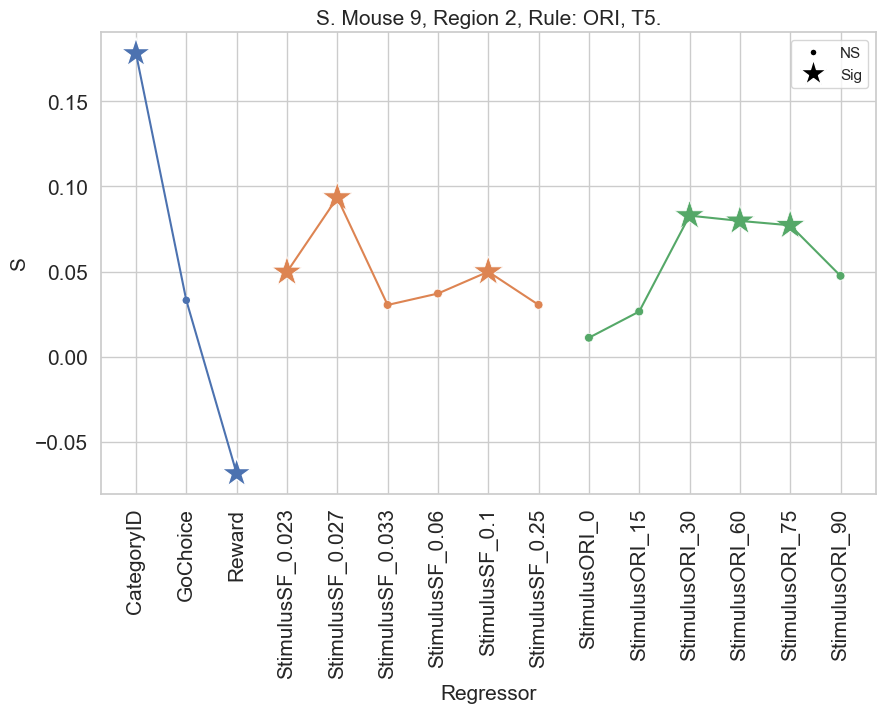 S. Mouse 9, Region 2, Rule: ORI, T5.
NS
Sig
0.15
0.10
0.05
0.00
−0.05
S
CategoryID
GoChoice
Reward
StimulusSF_0.023
StimulusSF_0.027
StimulusSF_0.033
StimulusSF_0.06
StimulusSF_0.1
StimulusSF_0.25
StimulusORI_0
StimulusORI_15
StimulusORI_30
StimulusORI_60
StimulusORI_75
StimulusORI_90
Regressor